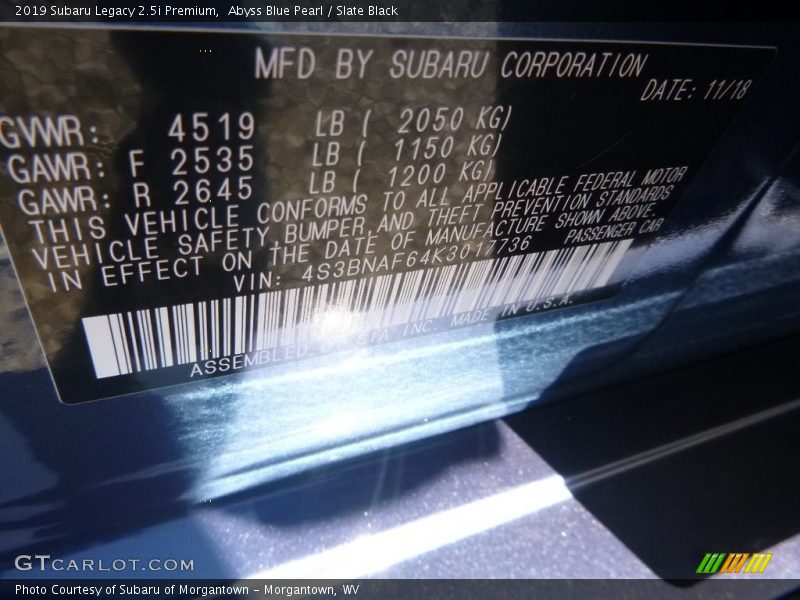 2019 Subaru Legacy 2.5i Premium,  Abyss Blue Pearl / Slate Black
MFD BY SUBARU CORPORATION
DATE: 11/18
GVWR: 4519 LB ( 2050 KG)
GAWR: F 2535 LB ( 1150 KG)
GAWR: R 2645 LB ( 1200 KG)
THIS VEHICLE CONFORMS TO ALL APPLICABLE FEDERAL MOTOR
VEHICLE SAFETY, BUMPER, AND THEFT PREVENTION STANDARDS
IN EFFECT ON THE DATE OF MANUFACTURE SHOWN ABOVE.
VIN: 4S3BNAF64K3017736 PASSENGER CAR
ASSEMBLED BY SIA INC. MADE IN U.S.A.
GTCARLOT.COM
Photo Courtesy of Subaru of Morgantown - Morgantown, WV